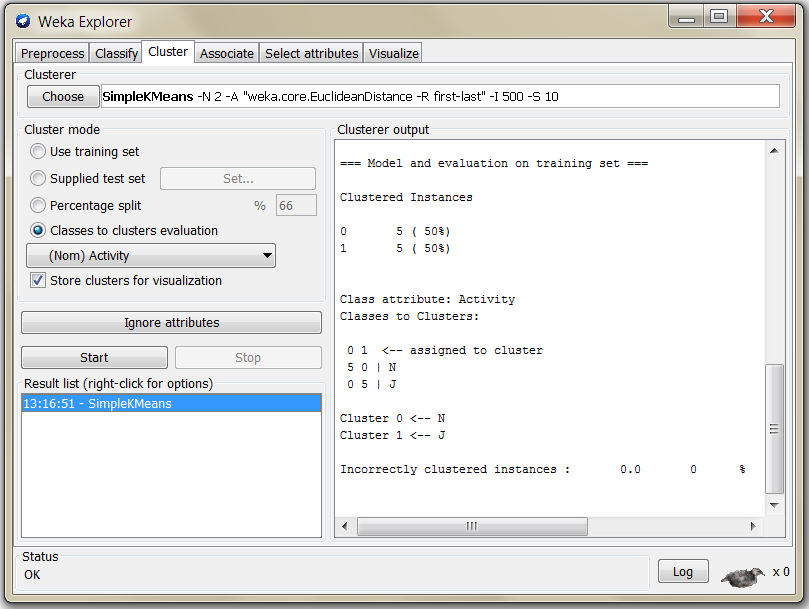 Weka Explorer
Preprocess Classify Cluster Associate Select attributes Visualize
Clusterer
Choose SimpleKMeans -N 2 -A "weka.core.EuclideanDistance -R first-last" -I 500 -S 10
Cluster mode
Use training set
Supplied test set Set...
Percentage split % 66
Classes to clusters evaluation
(Nom) Activity
Store clusters for visualization
Ignore attributes
Start Stop
Result list (right-click for options)
13:16:51 - SimpleKMeans
Clusterer output
=== Model and evaluation on training set ===
Clustered Instances
0 5 ( 50%)
1 5 ( 50%)
Class attribute: Activity
Classes to Clusters:
0 1 <-- assigned to cluster
5 0 | N
0 5 | J
Cluster 0 <-- N
Cluster 1 <-- J
Incorrectly clustered instances : 0.0 0 %
Status
OK
Log x 0